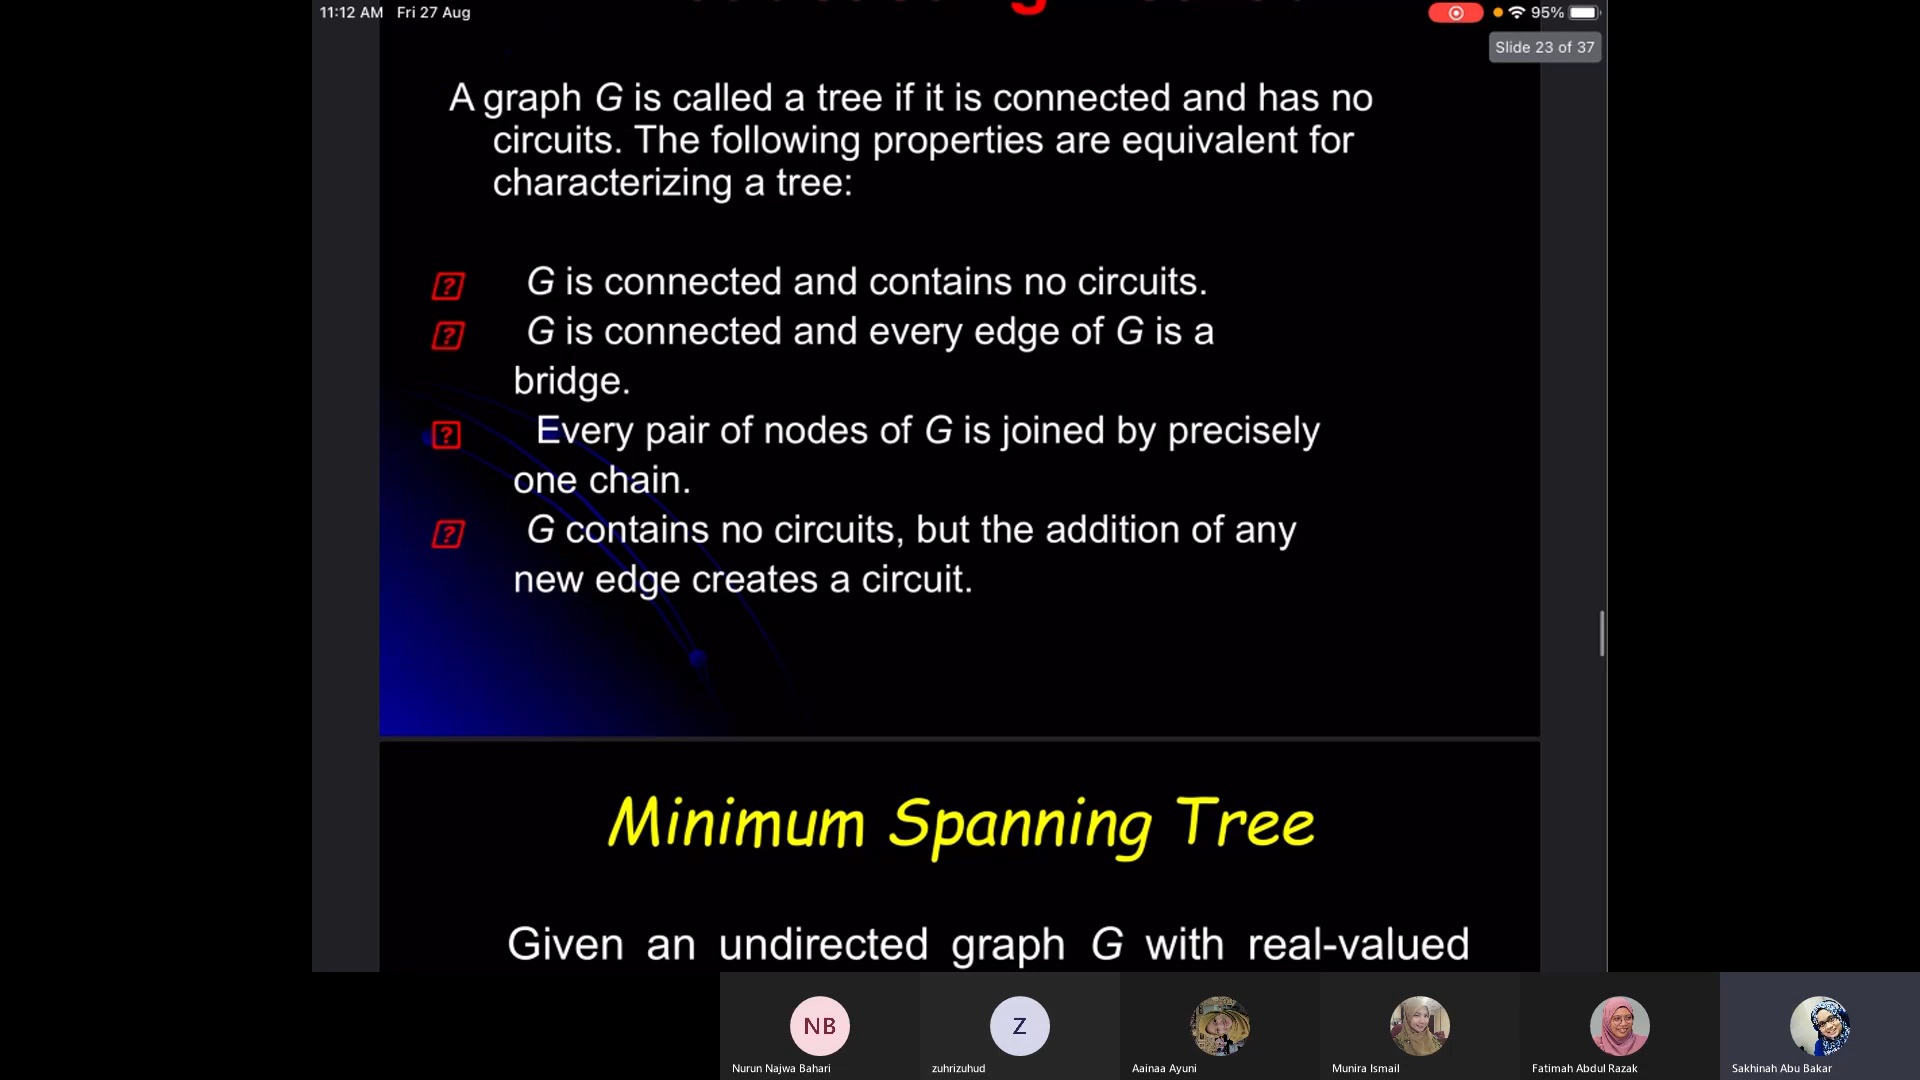 11:12 AM Fri 27 Aug
95%
Slide 23 of 37
A graph G is called a tree if it is connected and has no
circuits. The following properties are equivalent for
characterizing a tree:
G is connected and contains no circuits.
G is connected and every edge of G is a
bridge.
Every pair of nodes of G is joined by precisely
one chain.
G contains no circuits, but the addition of any
new edge creates a circuit.
Minimum Spanning Tree
Given an undirected graph G with real-valued
NB
Z
Nurun Najwa Bahari
zuhrizuhud
Aainaa Ayuni
Munira Ismail
Fatimah Abdul Razak
Sakhinah Abu Bakar